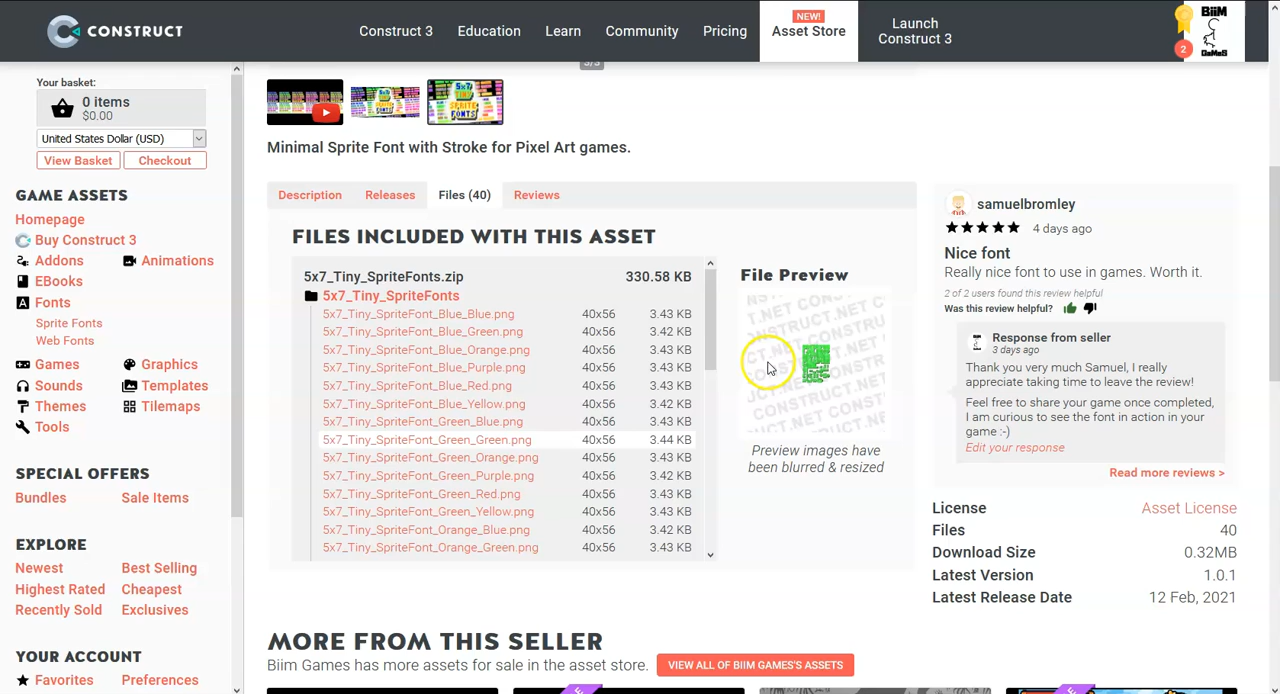 CONSTRUCT
Construct 3
Education
Learn
Community
Pricing
NEW!
Asset Store
Launch
Construct 3
BiiM
GaMeS
2
Your basket:
0 items
$0.00
United States Dollar (USD)
View Basket
Checkout
GAME ASSETS
Homepage
Buy Construct 3
Addons
Animations
EBooks
Fonts
Sprite Fonts
Web Fonts
Games
Graphics
Sounds
Templates
Themes
Tilemaps
Tools
SPECIAL OFFERS
Bundles
Sale Items
EXPLORE
Newest
Best Selling
Highest Rated
Cheapest
Recently Sold
Exclusives
YOUR ACCOUNT
Favorites
Preferences
3/3
5x7
TINY
SPRITE
FONTS
5x7
TINY
SPRITE
FONTS
Minimal Sprite Font with Stroke for Pixel Art games.
Description
Releases
Files (40)
Reviews
FILES INCLUDED WITH THIS ASSET
5x7_Tiny_SpriteFonts.zip 330.58 KB
5x7_Tiny_SpriteFonts
5x7_Tiny_SpriteFont_Blue_Blue.png 40x56 3.43 KB
5x7_Tiny_SpriteFont_Blue_Green.png 40x56 3.42 KB
5x7_Tiny_SpriteFont_Blue_Orange.png 40x56 3.43 KB
5x7_Tiny_SpriteFont_Blue_Purple.png 40x56 3.43 KB
5x7_Tiny_SpriteFont_Blue_Red.png 40x56 3.43 KB
5x7_Tiny_SpriteFont_Blue_Yellow.png 40x56 3.42 KB
5x7_Tiny_SpriteFont_Green_Blue.png 40x56 3.43 KB
5x7_Tiny_SpriteFont_Green_Green.png 40x56 3.44 KB
5x7_Tiny_SpriteFont_Green_Orange.png 40x56 3.43 KB
5x7_Tiny_SpriteFont_Green_Purple.png 40x56 3.43 KB
5x7_Tiny_SpriteFont_Green_Red.png 40x56 3.43 KB
5x7_Tiny_SpriteFont_Green_Yellow.png 40x56 3.43 KB
5x7_Tiny_SpriteFont_Orange_Blue.png 40x56 3.42 KB
5x7_Tiny_SpriteFont_Orange_Green.png 40x56 3.43 KB
File Preview
CONSTRUCT.NET
Preview images have
been blurred & resized
samuelbromley
4 days ago
Nice font
Really nice font to use in games. Worth it.
2 of 2 users found this review helpful
Was this review helpful?
Response from seller
3 days ago
Thank you very much Samuel, I really
appreciate taking time to leave the review!
Feel free to share your game once completed,
I am curious to see the font in action in your
game :-)
Edit your response
Read more reviews >
License Asset License
Files 40
Download Size 0.32MB
Latest Version 1.0.1
Latest Release Date 12 Feb, 2021
MORE FROM THIS SELLER
Biim Games has more assets for sale in the asset store.
VIEW ALL OF BIIM GAMES'S ASSETS